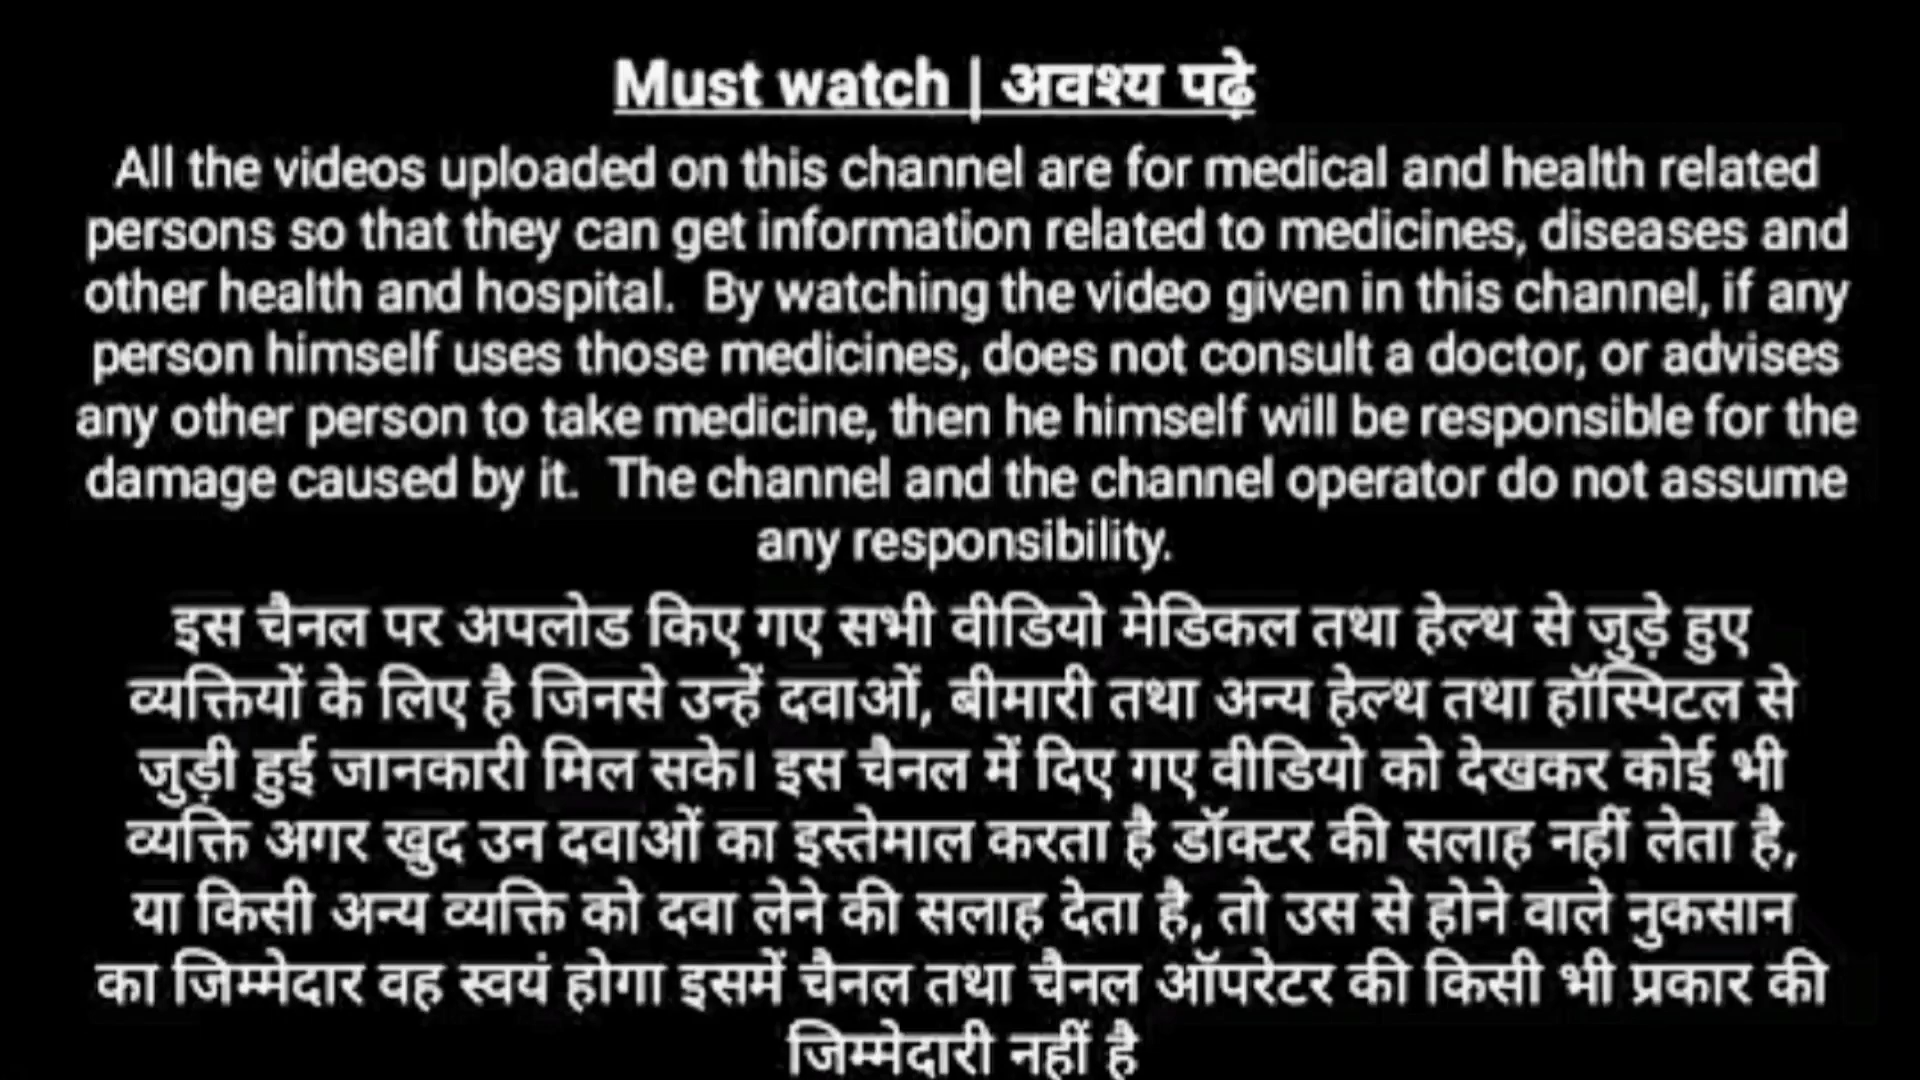 Must watch | अवश्य पढ़े
All the videos uploaded on this channel are for medical and health related
persons so that they can get information related to medicines, diseases and
other health and hospital.  By watching the video given in this channel, if any
person himself uses those medicines, does not consult a doctor, or advises
any other person to take medicine, then he himself will be responsible for the
damage caused by it.  The channel and the channel operator do not assume
any responsibility.
इस चैनल पर अपलोड किए गए सभी वीडियो मेडिकल तथा हेल्थ से जुड़े हुए
व्यक्तियों के लिए है जिनसे उन्हें दवाओं, बीमारी तथा अन्य हेल्थ तथा हॉस्पिटल से
जुड़ी हुई जानकारी मिल सके। इस चैनल में दिए गए वीडियो को देखकर कोई भी
व्यक्ति अगर खुद उन दवाओं का इस्तेमाल करता है डॉक्टर की सलाह नहीं लेता है,
या किसी अन्य व्यक्ति को दवा लेने की सलाह देता है, तो उस से होने वाले नुकसान
का जिम्मेदार वह स्वयं होगा इसमें चैनल तथा चैनल ऑपरेटर की किसी भी प्रकार की
जिम्मेदारी नहीं है